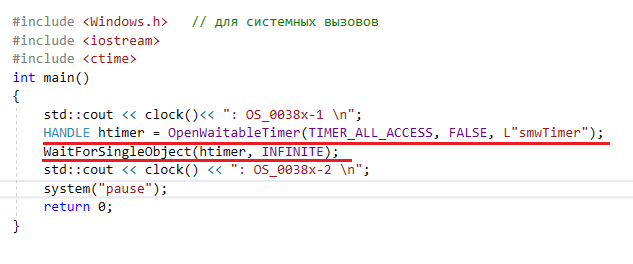 #include <Windows.h>   // для системных вызовов
#include <iostream>
#include <ctime>
int main()
{
    std::cout << clock()<< ": OS_0038x-1 \n";
    HANDLE htimer = OpenWaitableTimer(TIMER_ALL_ACCESS, FALSE, L"smwTimer");
    WaitForSingleObject(htimer, INFINITE);
    std::cout << clock() << ": OS_0038x-2 \n";
    system("pause");
    return 0;
}